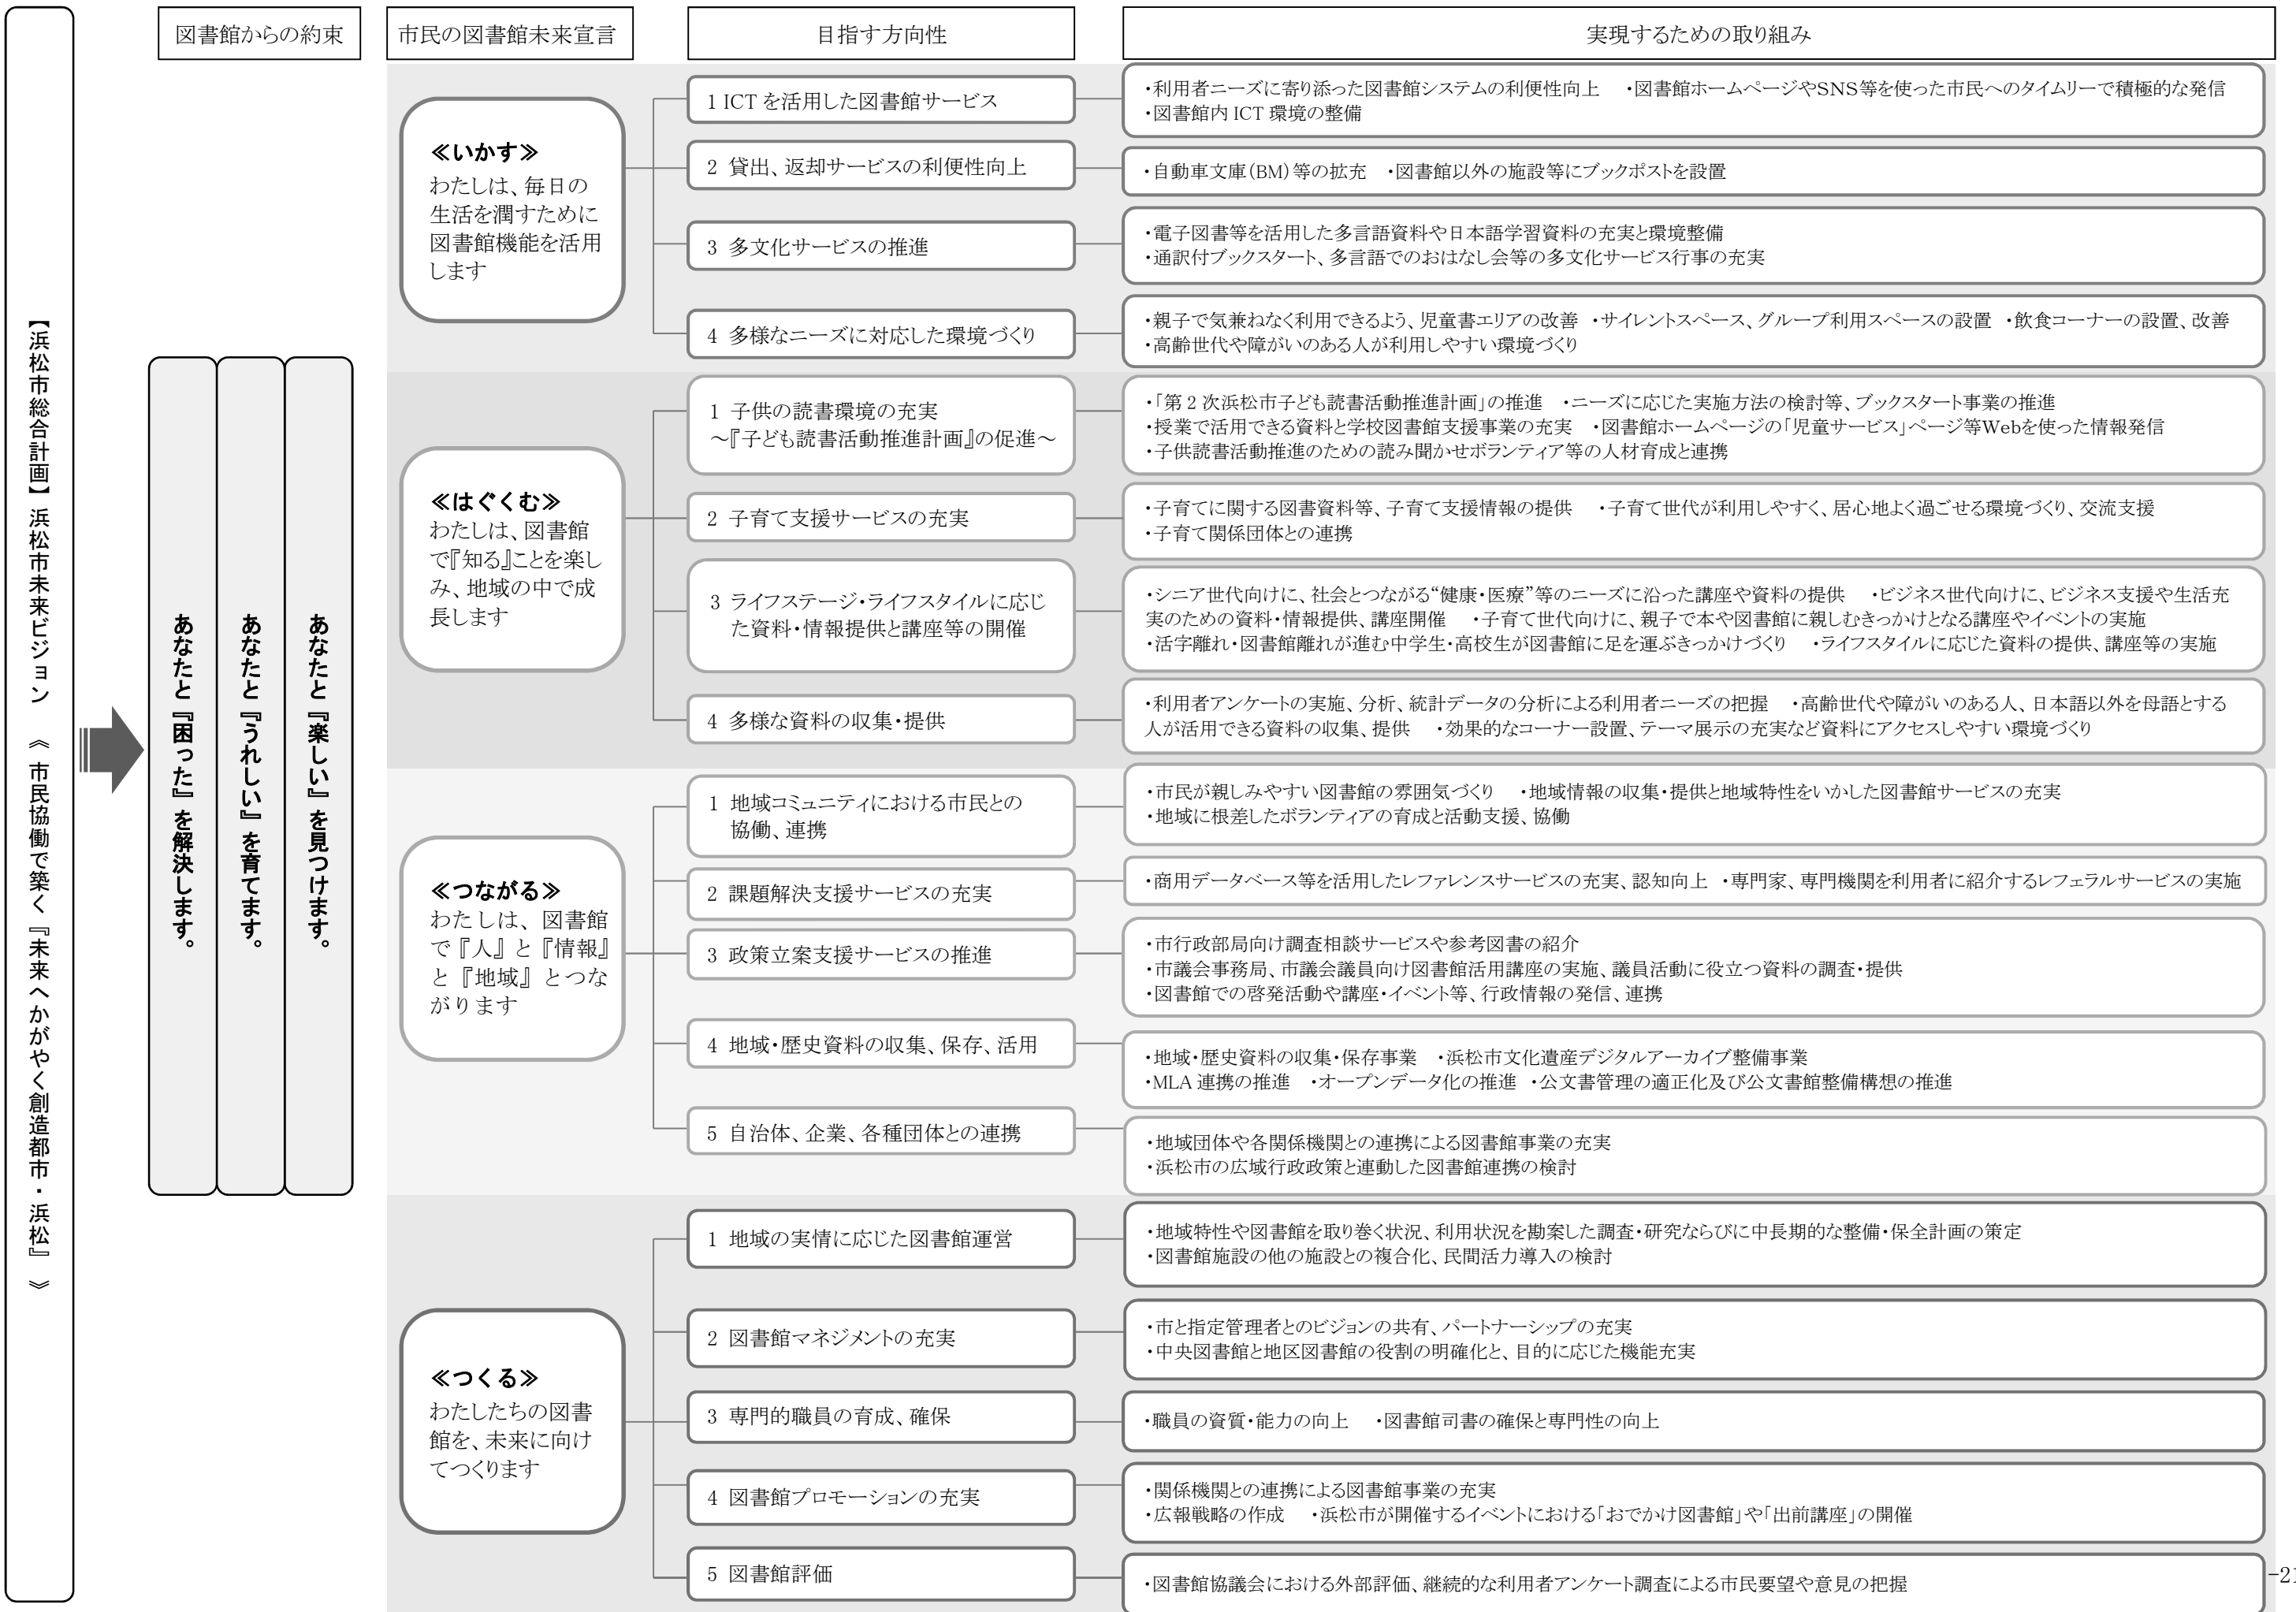 【浜松市総合計画】浜松市未来ビジョン 《 市民協働で築く『未来へかがやく創造都市・浜松』 》
図書館からの約束
あなたと『楽しい』を見つけます。
あなたと『うれしい』を育てます。
あなたと『困った』を解決します。
市民の図書館未来宣言
目指す方向性
実現するための取り組み
≪いかす≫
わたしは、毎日の
生活を潤すために
図書館機能を活用
します
1 ICT を活用した図書館サービス
・利用者ニーズに寄り添った図書館システムの利便性向上 ・図書館ホームページやSNS等を使った市民へのタイムリーで積極的な発信
・図書館内 ICT 環境の整備
2 貸出、返却サービスの利便性向上
・自動車文庫(BM)等の拡充 ・図書館以外の施設等にブックポストを設置
3 多文化サービスの推進
・電子図書等を活用した多言語資料や日本語学習資料の充実と環境整備
・通訳付ブックスタート、多言語でのおはなし会等の多文化サービス行事の充実
4 多様なニーズに対応した環境づくり
・親子で気兼ねなく利用できるよう、児童書エリアの改善 ・サイレントスペース、グループ利用スペースの設置 ・飲食コーナーの設置、改善
・高齢世代や障がいのある人が利用しやすい環境づくり
≪はぐくむ≫
わたしは、図書館
で『知る』ことを楽し
み、地域の中で成
長します
1 子供の読書環境の充実
～『子ども読書活動推進計画』の促進～
・「第 2 次浜松市子ども読書活動推進計画」の推進 ・ニーズに応じた実施方法の検討等、ブックスタート事業の推進
・授業で活用できる資料と学校図書館支援事業の充実 ・図書館ホームページの「児童サービス」ページ等Webを使った情報発信
・子供読書活動推進のための読み聞かせボランティア等の人材育成と連携
2 子育て支援サービスの充実
・子育てに関する図書資料等、子育て支援情報の提供 ・子育て世代が利用しやすく、居心地よく過ごせる環境づくり、交流支援
・子育て関係団体との連携
3 ライフステージ・ライフスタイルに応じ
た資料・情報提供と講座等の開催
・シニア世代向けに、社会とつながる“健康・医療”等のニーズに沿った講座や資料の提供 ・ビジネス世代向けに、ビジネス支援や生活充
実のための資料・情報提供、講座開催 ・子育て世代向けに、親子で本や図書館に親しむきっかけとなる講座やイベントの実施
・活字離れ・図書館離れが進む中学生・高校生が図書館に足を運ぶきっかけづくり ・ライフスタイルに応じた資料の提供、講座等の実施
4 多様な資料の収集・提供
・利用者アンケートの実施、分析、統計データの分析による利用者ニーズの把握 ・高齢世代や障がいのある人、日本語以外を母語とする
人が活用できる資料の収集、提供 ・効果的なコーナー設置、テーマ展示の充実など資料にアクセスしやすい環境づくり
≪つながる≫
わたしは、図書館
で『人』と『情報』
と『地域』とつな
がります
1 地域コミュニティにおける市民との
協働、連携
・市民が親しみやすい図書館の雰囲気づくり ・地域情報の収集・提供と地域特性をいかした図書館サービスの充実
・地域に根差したボランティアの育成と活動支援、協働
2 課題解決支援サービスの充実
・商用データベース等を活用したレファレンスサービスの充実、認知向上 ・専門家、専門機関を利用者に紹介するレフェラルサービスの実施
3 政策立案支援サービスの推進
・市行政部局向け調査相談サービスや参考図書の紹介
・市議会事務局、市議会議員向け図書館活用講座の実施、議員活動に役立つ資料の調査・提供
・図書館での啓発活動や講座・イベント等、行政情報の発信、連携
4 地域・歴史資料の収集、保存、活用
・地域・歴史資料の収集・保存事業 ・浜松市文化遺産デジタルアーカイブ整備事業
・MLA 連携の推進 ・オープンデータ化の推進 ・公文書管理の適正化及び公文書館整備構想の推進
5 自治体、企業、各種団体との連携
・地域団体や各関係機関との連携による図書館事業の充実
・浜松市の広域行政政策と連動した図書館連携の検討
≪つくる≫
わたしたちの図書
館を、未来に向け
てつくります
1 地域の実情に応じた図書館運営
・地域特性や図書館を取り巻く状況、利用状況を勘案した調査・研究ならびに中長期的な整備・保全計画の策定
・図書館施設の他の施設との複合化、民間活力導入の検討
2 図書館マネジメントの充実
・市と指定管理者とのビジョンの共有、パートナーシップの充実
・中央図書館と地区図書館の役割の明確化と、目的に応じた機能充実
3 専門的職員の育成、確保
・職員の資質・能力の向上 ・図書館司書の確保と専門性の向上
4 図書館プロモーションの充実
・関係機関との連携による図書館事業の充実
・広報戦略の作成 ・浜松市が開催するイベントにおける「おでかけ図書館」や「出前講座」の開催
5 図書館評価
・図書館協議会における外部評価、継続的な利用者アンケート調査による市民要望や意見の把握